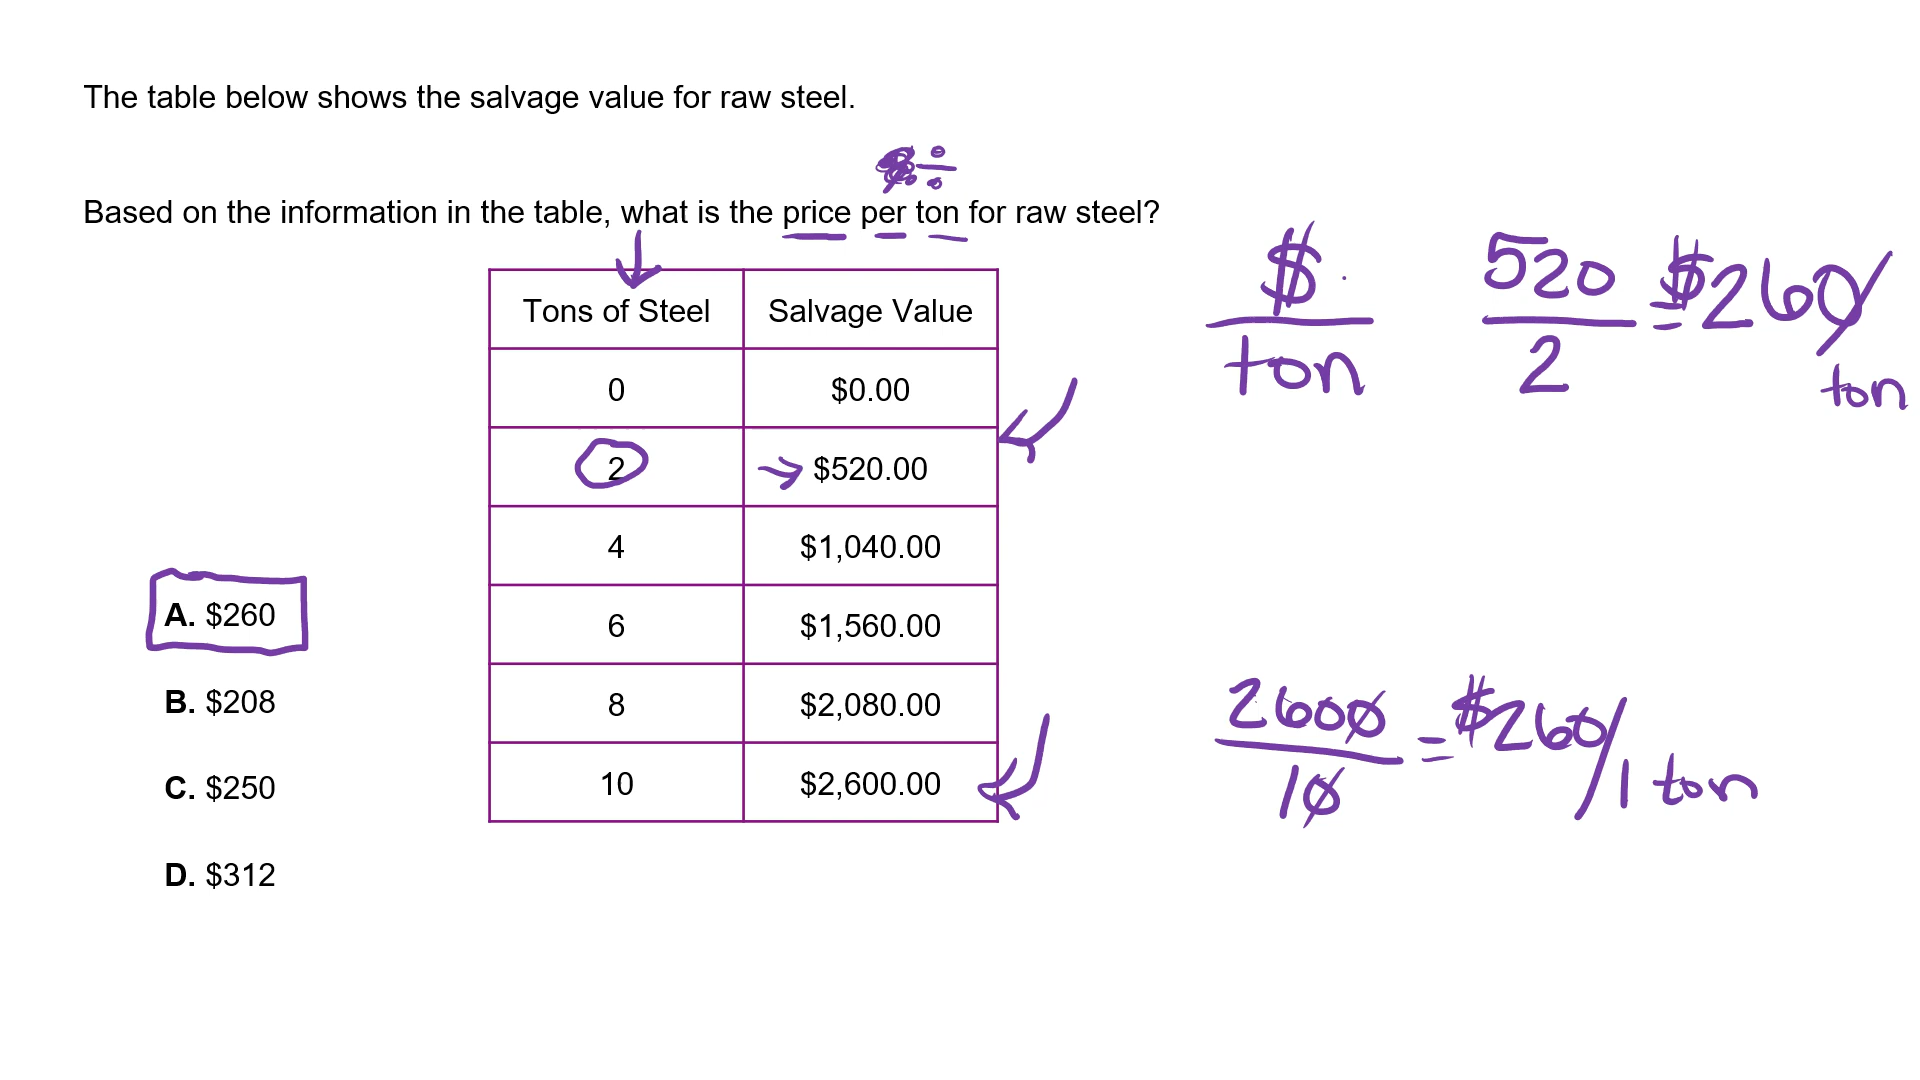 The table below shows the salvage value for raw steel.
÷
Based on the information in the table, what is the price per ton for raw steel?
Tons of Steel Salvage Value
0 $0.00
2 $520.00
4 $1,040.00
6 $1,560.00
8 $2,080.00
10 $2,600.00
A. $260
B. $208
C. $250
D. $312
$
ton
520
2
= $260/
ton
2600
10
= $260/
1 ton